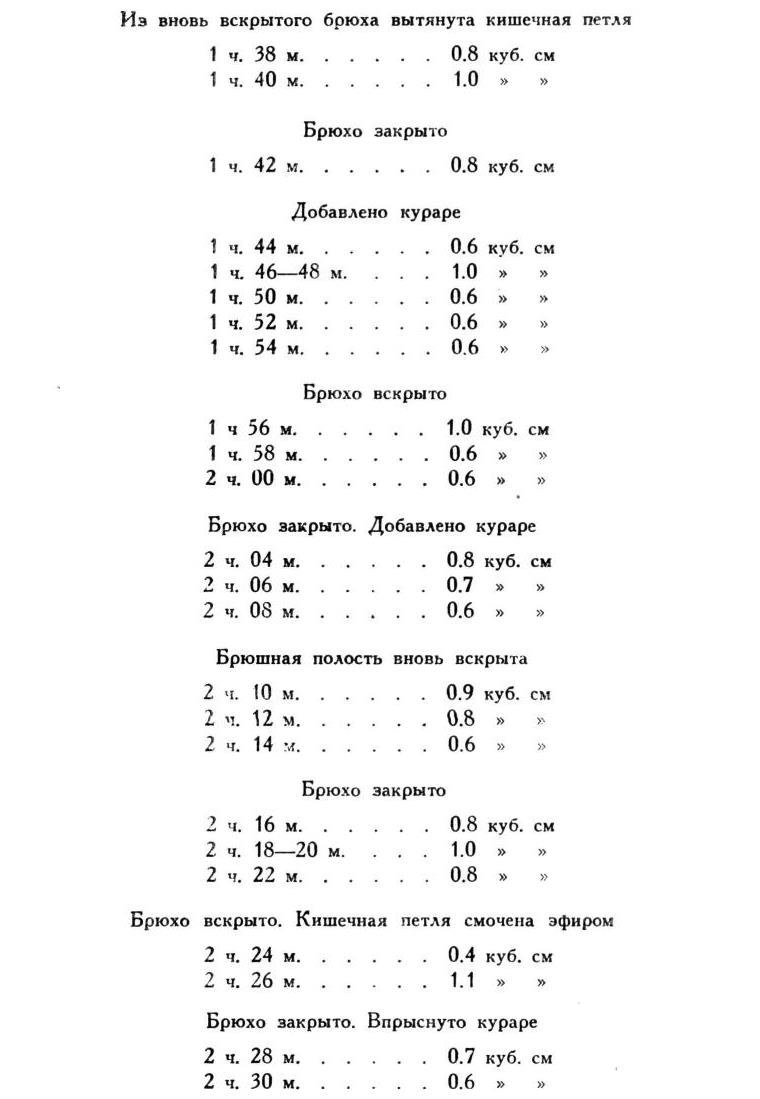 Из вновь вскрытого брюха вытянута кишечная петля
1 ч. 38 м. . . . . . 0.8 куб. см
1 ч. 40 м. . . . . . 1.0 » »
Брюхо закрыто
1 ч. 42 м. . . . . . 0.8 куб. см
Добавлено кураре
1 ч. 44 м. . . . . . 0.6 куб. см
1 ч. 46—48 м. . . . 1.0 » »
1 ч. 50 м. . . . . . 0.6 » »
1 ч. 52 м. . . . . . 0.6 » »
1 ч. 54 м. . . . . . 0.6 » »
Брюхо вскрыто
1 ч 56 м. . . . . . 1.0 куб. см
1 ч. 58 м. . . . . . 0.6 » »
2 ч. 00 м. . . . . . 0.6 » »
Брюхо закрыто. Добавлено кураре
2 ч. 04 м. . . . . . 0.8 куб. см
2 ч. 06 м. . . . . . 0.7 » »
2 ч. 08 м. . . . . . 0.6 » »
Брюшная полость вновь вскрыта
2 ч. 10 м. . . . . . 0.9 куб. см
2 ч. 12 м. . . . . . 0.8 » »
2 ч. 14 м. . . . . . 0.6 » »
Брюхо закрыто
2 ч. 16 м. . . . . . 0.8 куб. см
2 ч. 18—20 м. . . . 1.0 » »
2 ч. 22 м. . . . . . 0.8 » »
Брюхо вскрыто. Кишечная петля смочена эфиром
2 ч. 24 м. . . . . . 0.4 куб. см
2 ч. 26 м. . . . . . 1.1 » »
Брюхо закрыто. Впрыснуто кураре
2 ч. 28 м. . . . . . 0.7 куб. см
2 ч. 30 м. . . . . . 0.6 » »